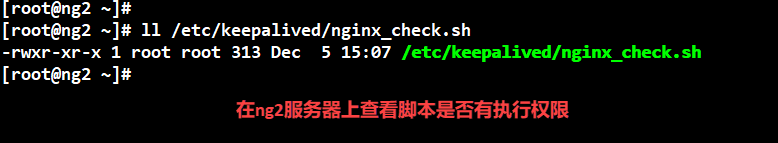 [root@ng2 ~]#
[root@ng2 ~]# ll /etc/keepalived/nginx_check.sh
-rwxr-xr-x 1 root root 313 Dec  5 15:07 /etc/keepalived/nginx_check.sh
[root@ng2 ~]#
在ng2服务器上查看脚本是否有执行权限